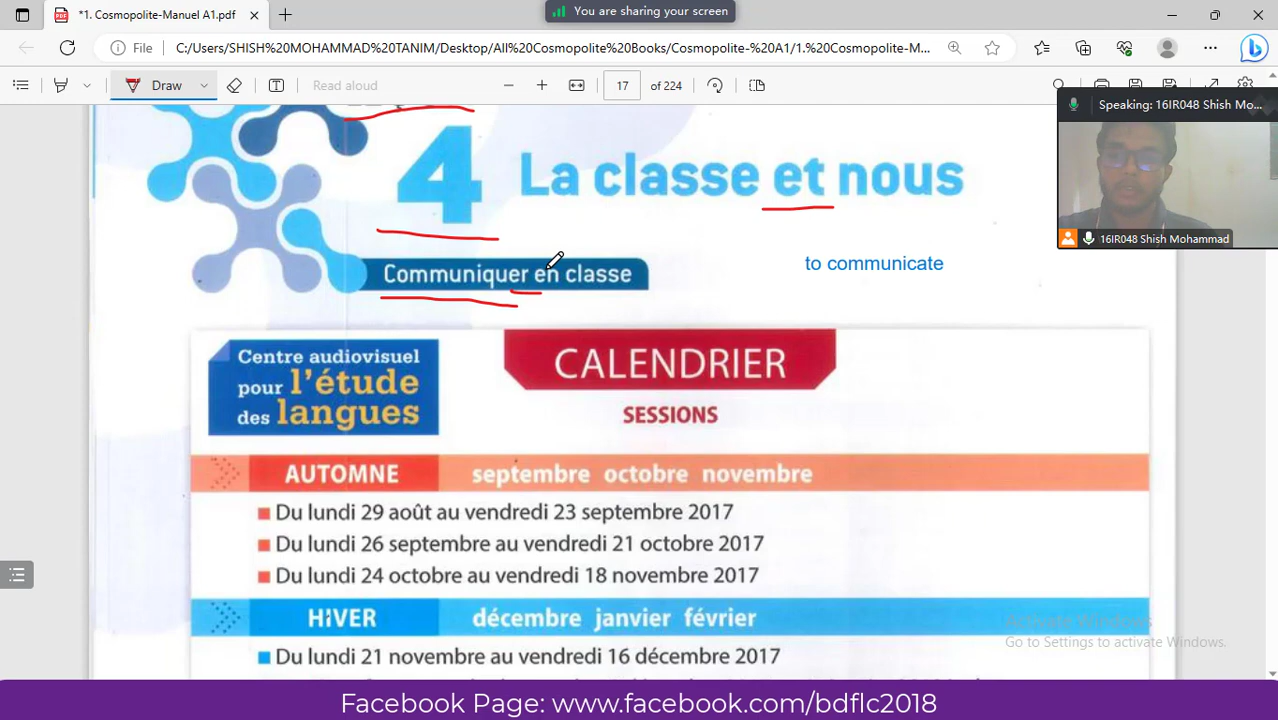 *1. Cosmopolite-Manuel A1.pdf
You are sharing your screen
File C:/Users/SHISH%20MOHAMMAD%20TANIM/Desktop/All%20Cosmopolite%20Books/Cosmopolite-%20A1/1.%20Cosmopolite-M...
Draw
Read aloud
17 of 224
Speaking: 16IR048 Shish Mo...
4 La classe et nous
16IR048 Shish Mohammad
Communiquer en classe
to communicate
Centre audiovisuel
pour l'étude
des langues
CALENDRIER
SESSIONS
AUTOMNE septembre octobre novembre
Du lundi 29 août au vendredi 23 septembre 2017
Du lundi 26 septembre au vendredi 21 octobre 2017
Du lundi 24 octobre au vendredi 18 novembre 2017
HIVER décembre janvier février
Du lundi 21 novembre au vendredi 16 décembre 2017
Activate Windows
Go to Settings to activate Windows.
Facebook Page: www.facebook.com/bdflc2018